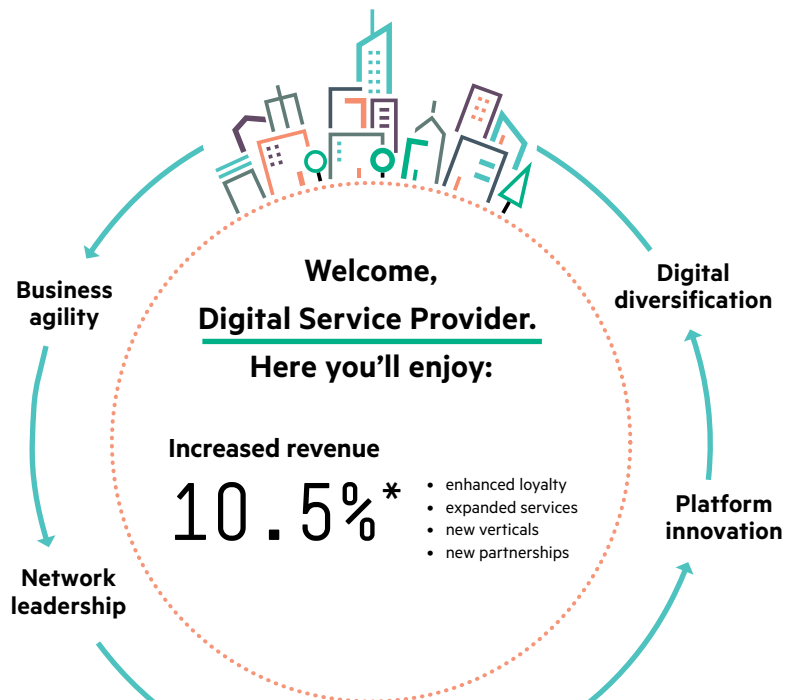 Welcome,
Digital Service Provider.
Here you’ll enjoy:
Business
agility
Digital
diversification
Increased revenue
10.5%*
• enhanced loyalty
• expanded services
• new verticals
• new partnerships
Platform
innovation
Network
leadership